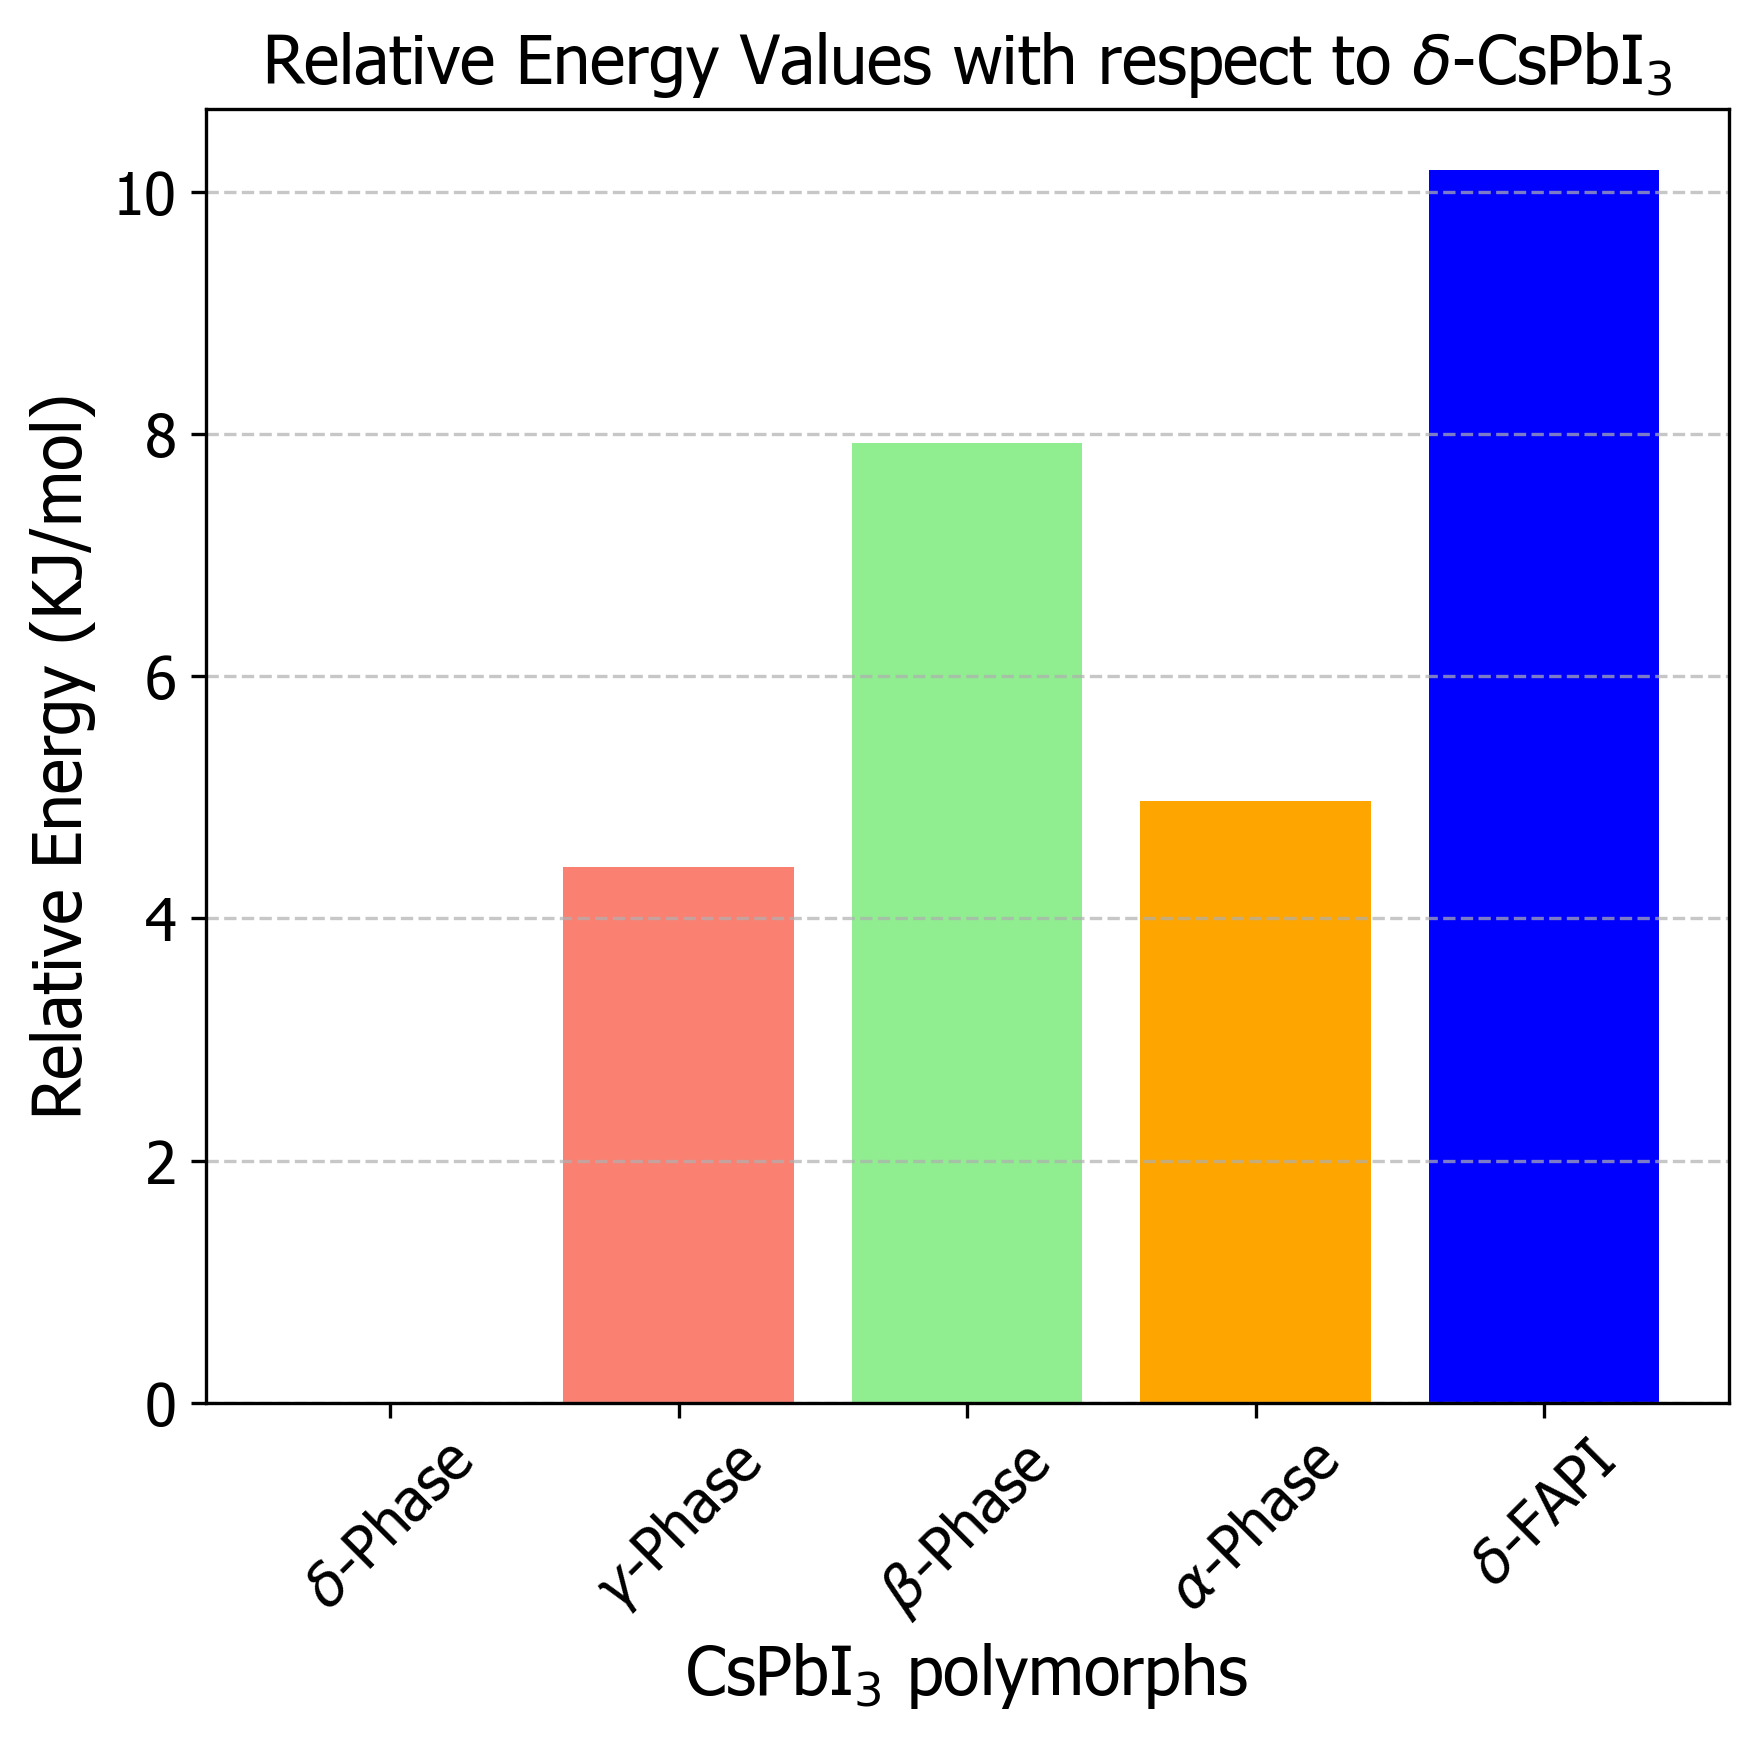 Relative Energy Values with respect to δ-CsPbI₃
Relative Energy (KJ/mol)
10
8
6
4
2
0
δ-Phase
γ-Phase
β-Phase
α-Phase
δ-FAPI
CsPbI₃ polymorphs